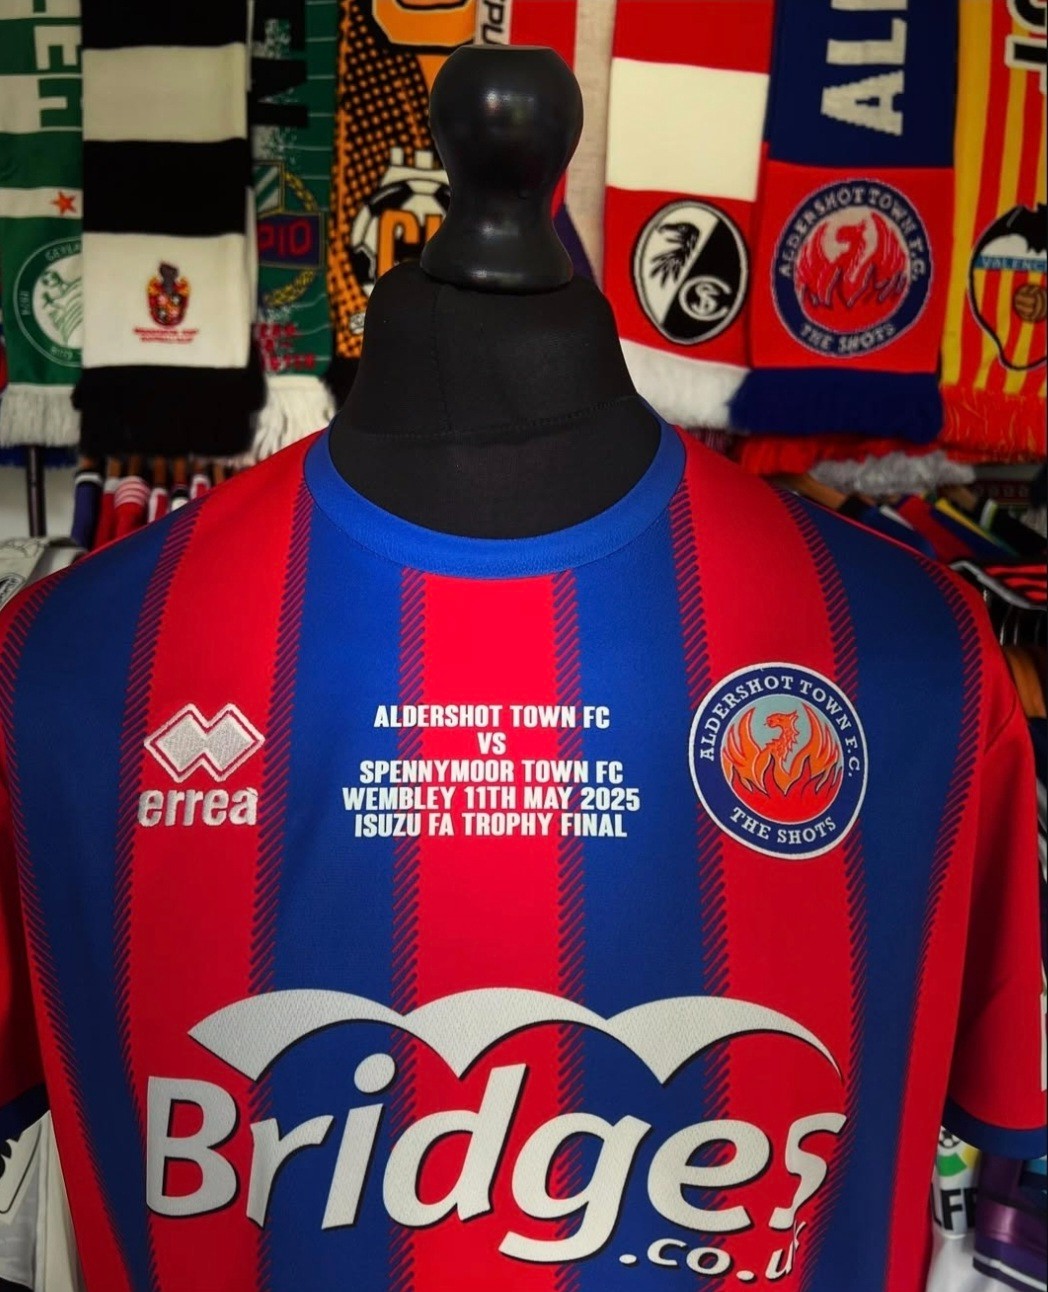 ALDERSHOT TOWN F.C.
THE SHOTS
VALENC
ALDERSHOT TOWN FC
VS
SPENNYMOOR TOWN FC
WEMBLEY 11TH MAY 2025
ISUZU FA TROPHY FINAL
errea
ALDERSHOT TOWN F.C.
THE SHOTS
Bridges
.co.uk